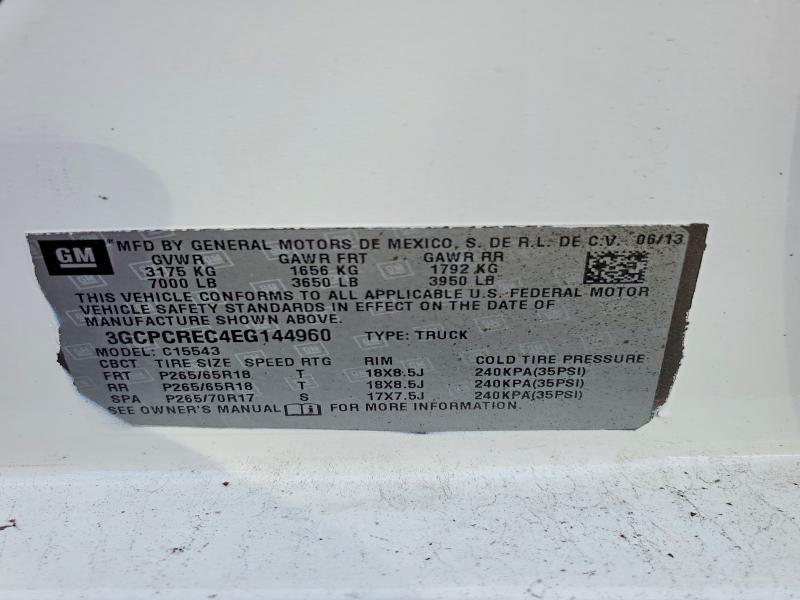 GM
MFD BY GENERAL MOTORS DE MEXICO, S. DE R.L. DE C.V. 06/13
GVWR GAWR FRT GAWR RR
3175 KG 1656 KG 1792 KG
7000 LB 3650 LB 3950 LB
THIS VEHICLE CONFORMS TO ALL APPLICABLE U.S. FEDERAL MOTOR
VEHICLE SAFETY STANDARDS IN EFFECT ON THE DATE OF
MANUFACTURE SHOWN ABOVE.
3GCPCREC4EG144960 TYPE: TRUCK
MODEL: C15543
CBCT TIRE SIZE SPEED RTG RIM COLD TIRE PRESSURE
FRT P265/65R18 T 18X8.5J 240KPA(35PSI)
RR P265/65R18 T 18X8.5J 240KPA(35PSI)
SPA P265/70R17 S 17X7.5J 240KPA(35PSI)
SEE OWNER'S MANUAL FOR MORE INFORMATION.